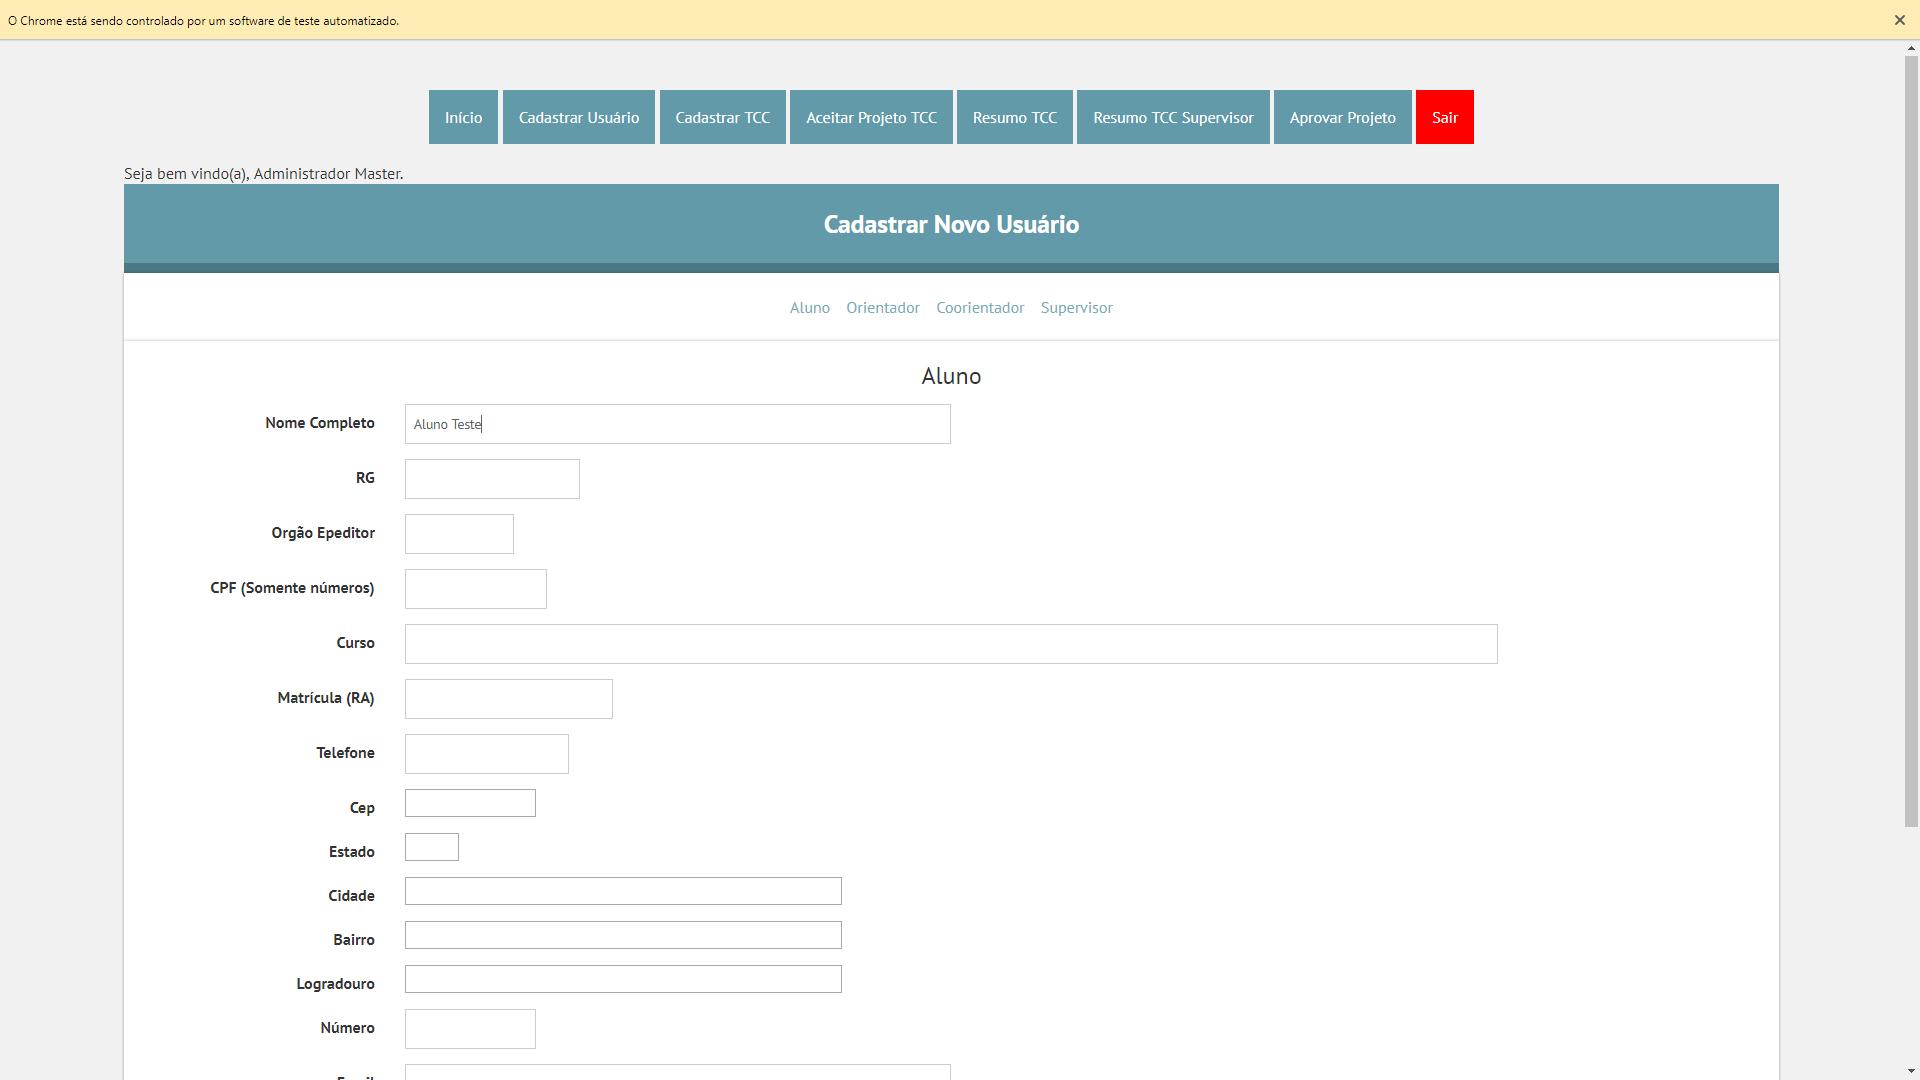 O Chrome está sendo controlado por um software de teste automatizado.
Início Cadastrar Usuário Cadastrar TCC Aceitar Projeto TCC Resumo TCC Resumo TCC Supervisor Aprovar Projeto Sair
Seja bem vindo(a), Administrador Master.
Cadastrar Novo Usuário
Aluno Orientador Coorientador Supervisor
Aluno
Nome Completo Aluno Teste
RG
Orgão Epeditor
CPF (Somente números)
Curso
Matrícula (RA)
Telefone
Cep
Estado
Cidade
Bairro
Logradouro
Número